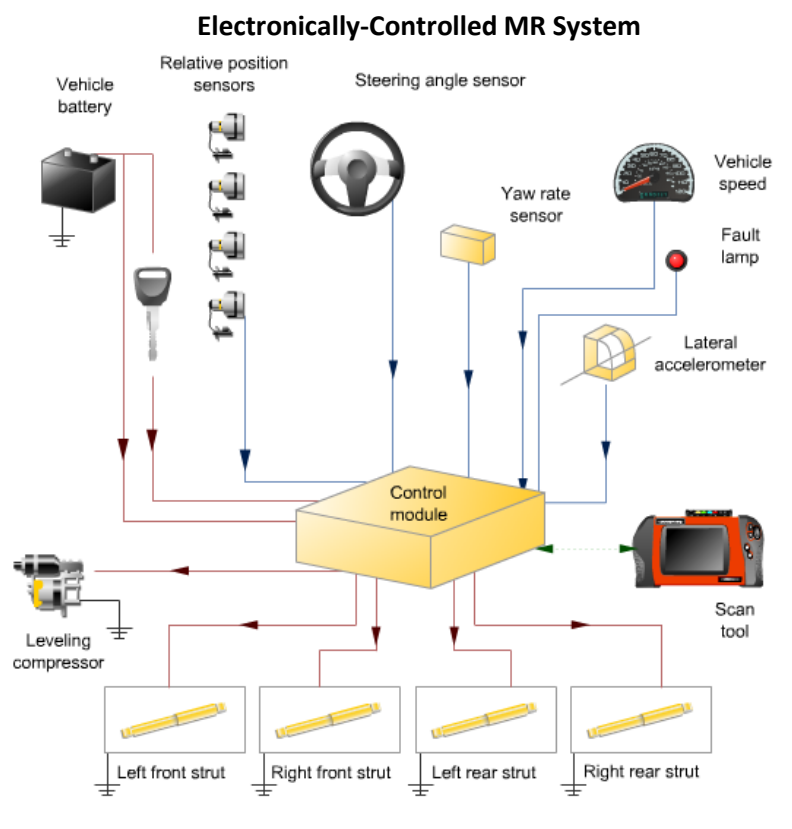 Electronically-Controlled MR System
Relative position
sensors
Steering angle sensor
Vehicle
battery
Vehicle
speed
Yaw rate
sensor
Fault
lamp
Lateral
accelerometer
Control
module
Scan
tool
Leveling
compressor
Left front strut
Right front strut
Left rear strut
Right rear strut